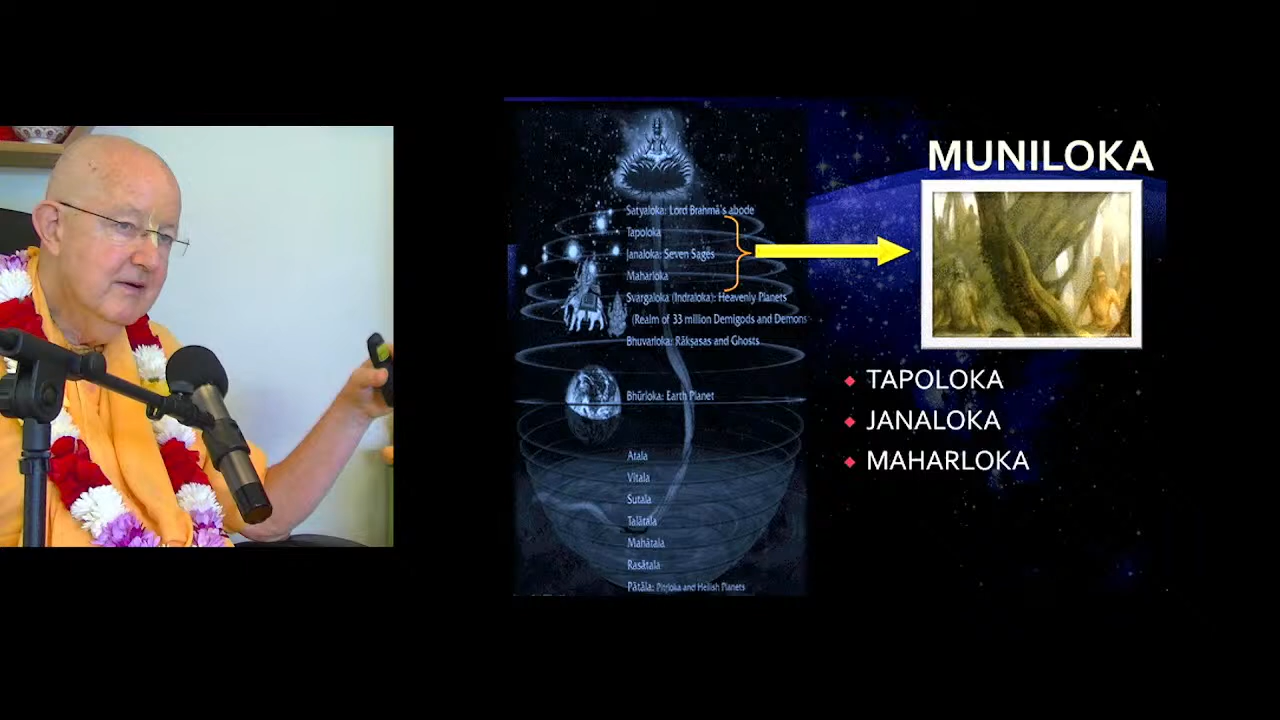 Satyaloka: Lord Brahmā's abode
Tapoloka
Janaloka: Seven Sages
Maharloka
Svargaloka (Indraloka): Heavenly Planets
(Realm of 33 million Demigods and Demons
Bhuvarloka: Rākṣasas and Ghosts
Bhūrloka: Earth Planet
Atala
Vitala
Sutala
Talātala
Mahātala
Rasātala
Pātāla: Pitṛloka and Hellish Planets
MUNILOKA
TAPOLOKA
JANALOKA
MAHARLOKA